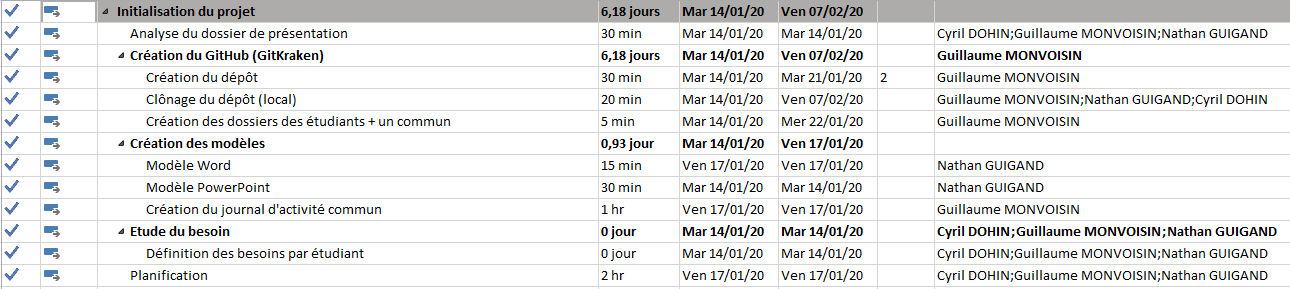 Initialisation du projet 6,18 jours Mar 14/01/20 Ven 07/02/20
Analyse du dossier de présentation 30 min Mar 14/01/20 Mar 14/01/20 Cyril DOHIN;Guillaume MONVOISIN;Nathan GUIGAND
Création du GitHub (GitKraken) 6,18 jours Mar 14/01/20 Ven 07/02/20 Guillaume MONVOISIN
Création du dépôt 30 min Mar 14/01/20 Mar 21/01/20 2 Guillaume MONVOISIN
Clônage du dépôt (local) 20 min Mar 14/01/20 Ven 07/02/20 Guillaume MONVOISIN;Nathan GUIGAND;Cyril DOHIN
Création des dossiers des étudiants + un commun 5 min Mar 14/01/20 Mer 22/01/20 Guillaume MONVOISIN
Création des modèles 0,93 jour Mar 14/01/20 Ven 17/01/20
Modèle Word 15 min Ven 17/01/20 Ven 17/01/20 Nathan GUIGAND
Modèle PowerPoint 30 min Mar 14/01/20 Mar 14/01/20 Nathan GUIGAND
Création du journal d'activité commun 1 hr Ven 17/01/20 Ven 17/01/20 Guillaume MONVOISIN
Etude du besoin 0 jour Mar 14/01/20 Mar 14/01/20 Cyril DOHIN;Guillaume MONVOISIN;Nathan GUIGAND
Définition des besoins par étudiant 0 jour Mar 14/01/20 Mar 14/01/20 Cyril DOHIN;Guillaume MONVOISIN;Nathan GUIGAND
Planification 2 hr Ven 17/01/20 Ven 17/01/20 Cyril DOHIN;Guillaume MONVOISIN;Nathan GUIGAND